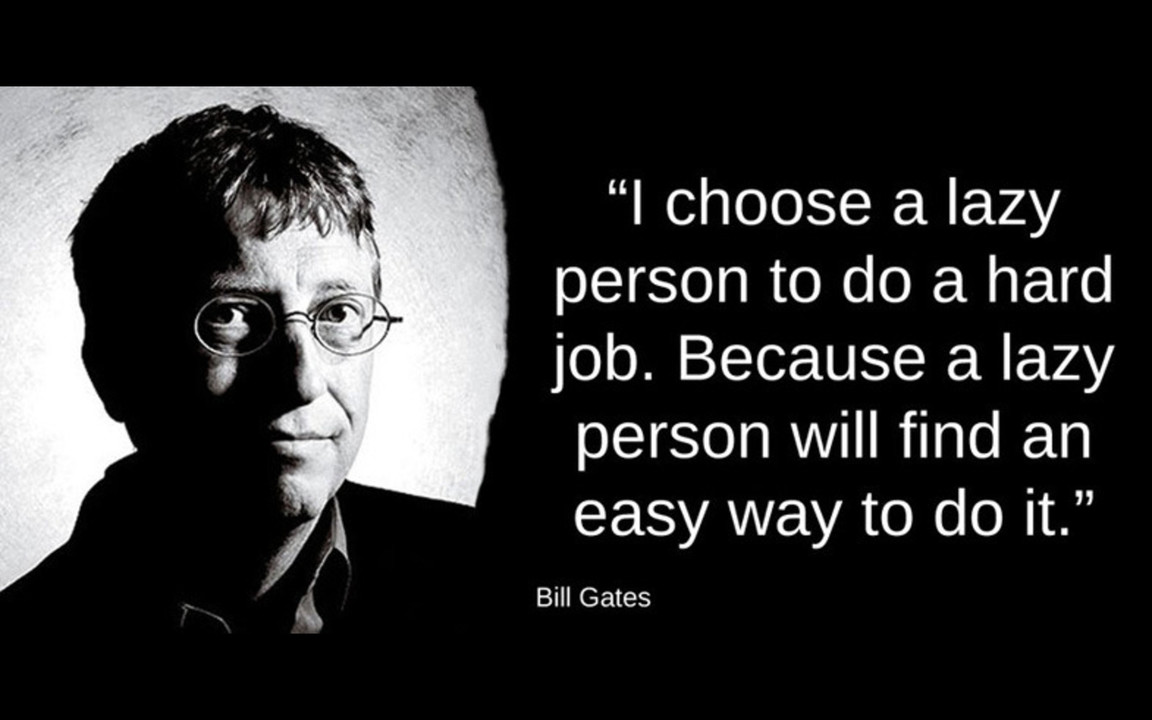 “I choose a lazy
person to do a hard
job. Because a lazy
person will find an
easy way to do it.”
Bill Gates